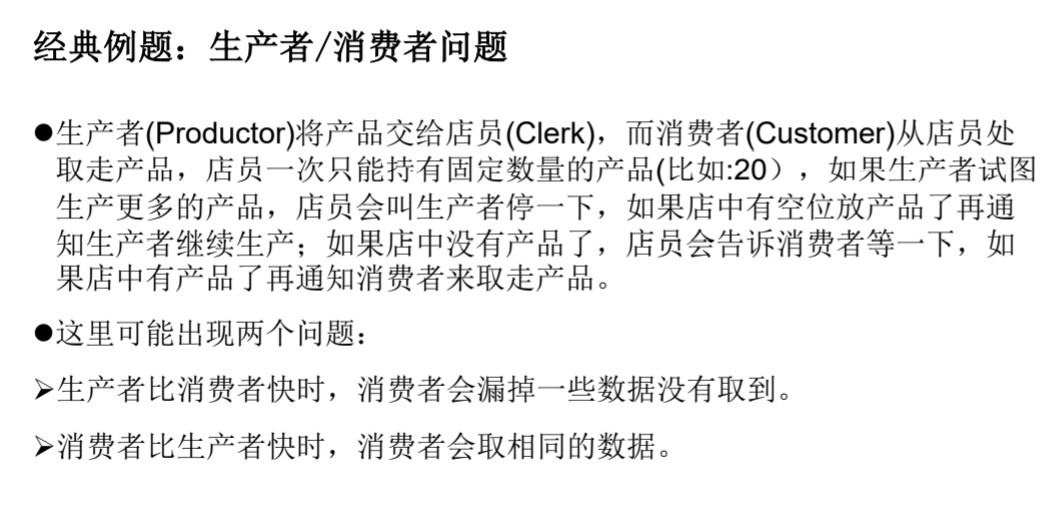 经典例题：生产者/消费者问题
●生产者(Productor)将产品交给店员(Clerk)，而消费者(Customer)从店员处
取走产品，店员一次只能持有固定数量的产品(比如:20），如果生产者试图
生产更多的产品，店员会叫生产者停一下，如果店中有空位放产品了再通
知生产者继续生产；如果店中没有产品了，店员会告诉消费者等一下，如
果店中有产品了再通知消费者来取走产品。
●这里可能出现两个问题：
➢生产者比消费者快时，消费者会漏掉一些数据没有取到。
➢消费者比生产者快时，消费者会取相同的数据。